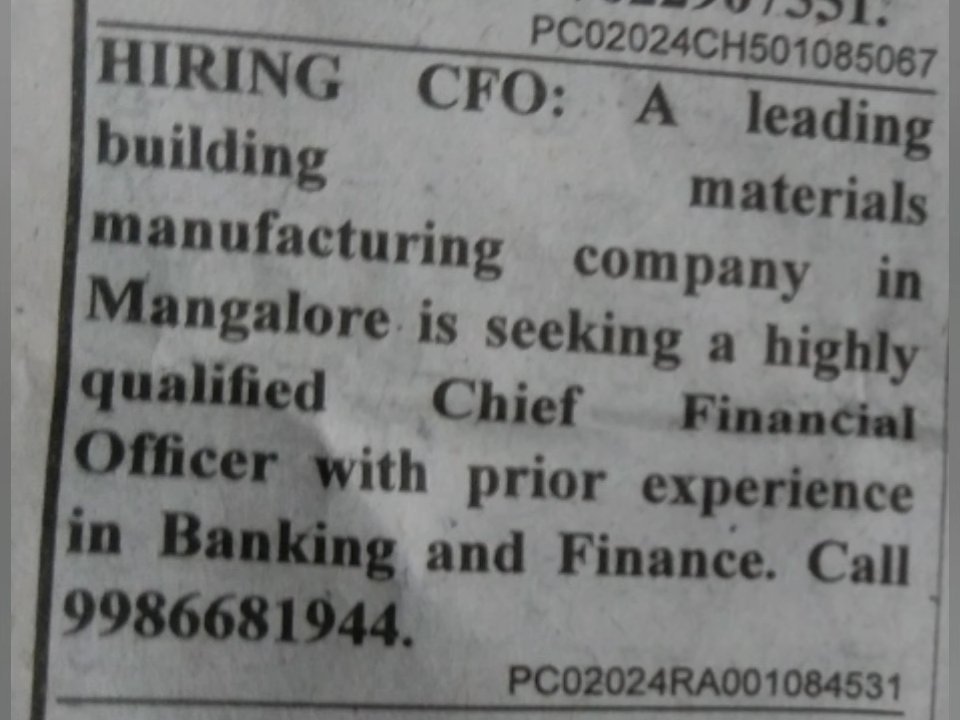 PC02024CH501085067
HIRING CFO: A leading
building materials
manufacturing company in
Mangalore is seeking a highly
qualified Chief Financial
Officer with prior experience
in Banking and Finance. Call
9986681944.
PC02024RA001084531